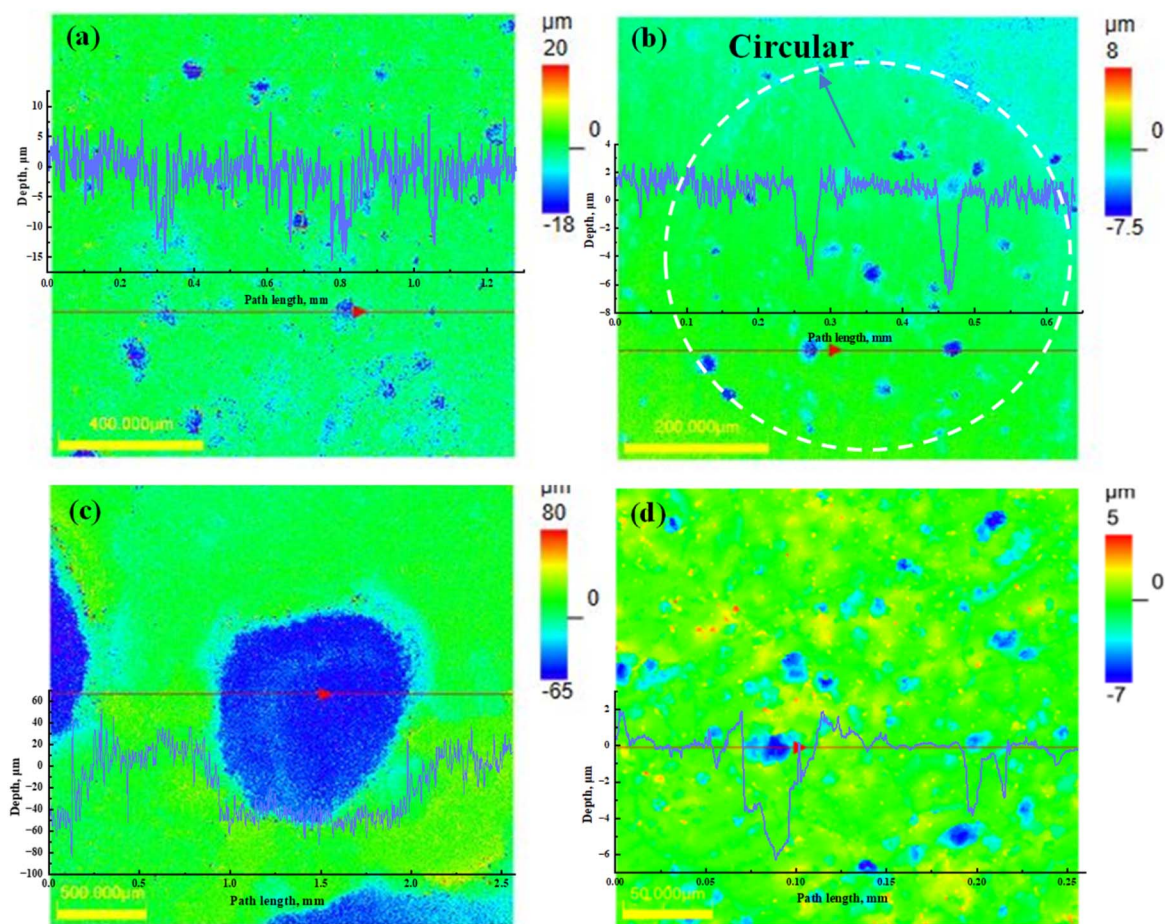 (a)
μm
20
0
-18
10
5
0
−5
−10
−15
Depth, μm
0.0 0.2 0.4 0.6 0.8 1.0 1.2
Path length, mm
400.000μm
(b)
Circular
μm
8
0
-7.5
4
2
0
−2
−4
−6
−8
Depth, μm
0.0 0.1 0.2 0.3 0.4 0.5 0.6
Path length, mm
200.000μm
(c)
μm
80
0
-65
60
40
20
0
−20
−40
−60
−80
−100
Depth, μm
0.0 0.5 1.0 1.5 2.0 2.5
Path length, mm
500.000μm
(d)
μm
5
0
-7
2
0
−2
−4
−6
Depth, μm
0.00 0.05 0.10 0.15 0.20 0.25
Path length, mm
50.000μm